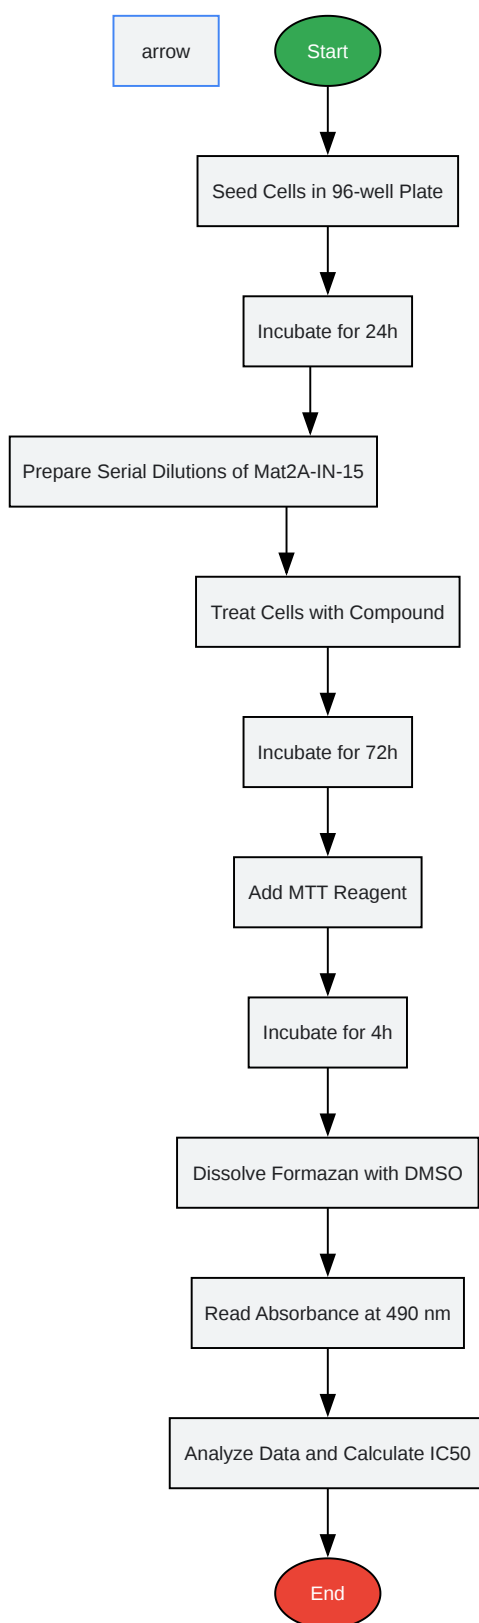 arrow
Start
Seed Cells in 96-well Plate
Incubate for 24h
Prepare Serial Dilutions of Mat2A-IN-15
Treat Cells with Compound
Incubate for 72h
Add MTT Reagent
Incubate for 4h
Dissolve Formazan with DMSO
Read Absorbance at 490 nm
Analyze Data and Calculate IC50
End